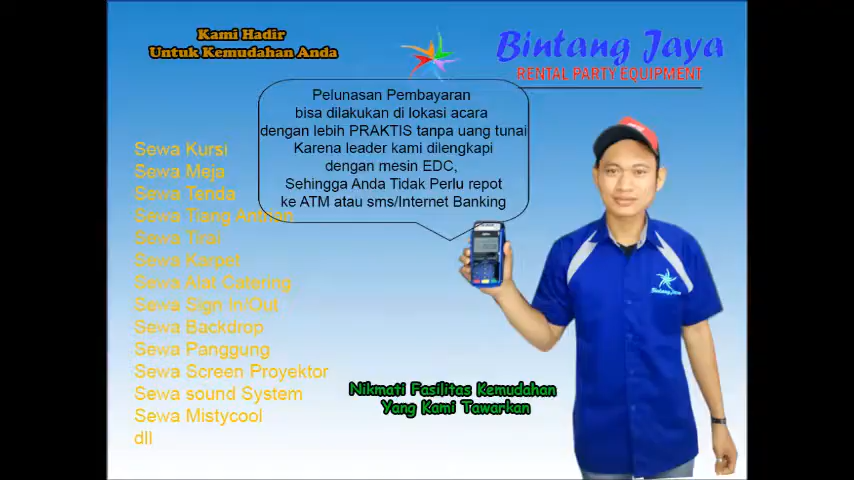 Kami Hadir
Untuk Kemudahan Anda
Bintang Jaya
RENTAL PARTY EQUIPMENT
Pelunasan Pembayaran
bisa dilakukan di lokasi acara
dengan lebih PRAKTIS tanpa uang tunai
Karena leader kami dilengkapi
dengan mesin EDC,
Sehingga Anda Tidak Perlu repot
ke ATM atau sms/Internet Banking
Sewa Kursi
Sewa Meja
Sewa Tenda
Sewa Tiang Antrian
Sewa Tirai
Sewa Karpet
Sewa Alat Catering
Sewa Sign In/Out
Sewa Backdrop
Sewa Panggung
Sewa Screen Proyektor
Sewa sound System
Sewa Mistycool
dll
Bintang Jaya
Nikmati Fasilitas Kemudahan
Yang Kami Tawarkan